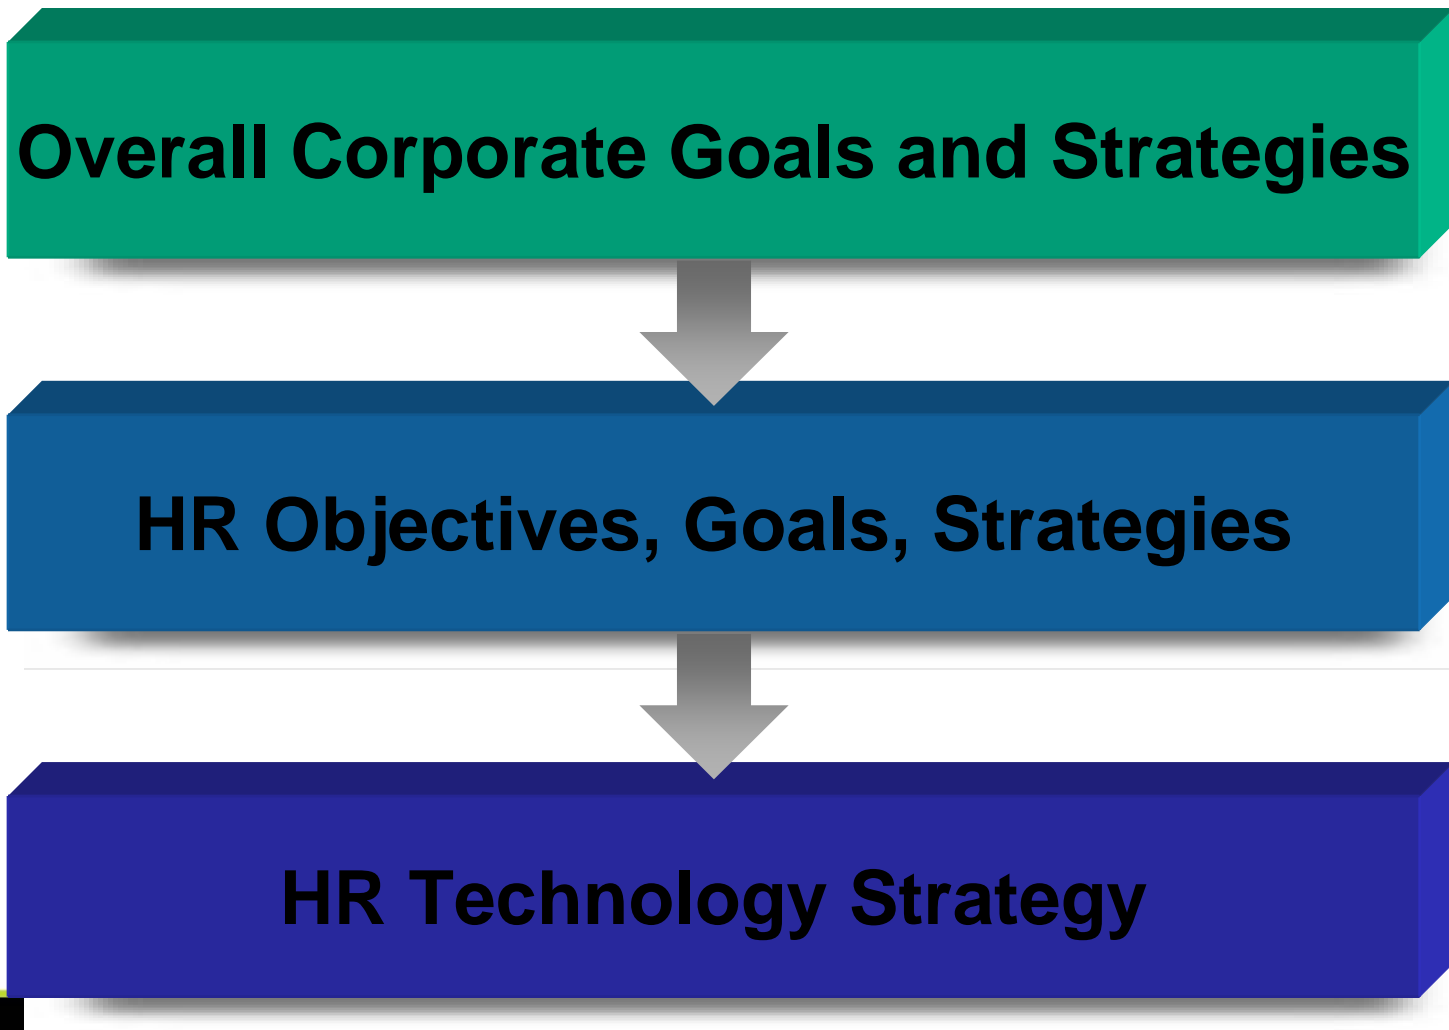 Overall Corporate Goals and Strategies
HR Objectives, Goals, Strategies
HR Technology Strategy